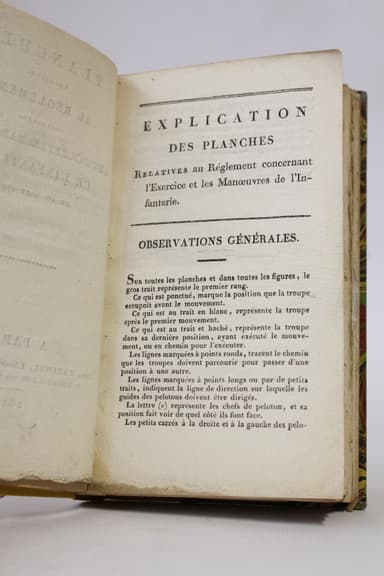 PLANCHE
AU RÉGLEMEN
A PAR
EXPLICATION
DES PLANCHES
RELATIVES au Réglement concernant
l'Exercice et les Manœuvres de l'In-
fanterie.
OBSERVATIONS GÉNÉRALES.
SUR toutes les planches et dans toutes les figures, le
gros trait représente le premier rang.
Ce qui est ponctué, marque la position que la troupe
occupoit avant le mouvement.
Ce qui est au trait en blanc, représente la troupe
après le premier mouvement.
Ce qui est au trait et haché, représente la troupe
dans sa dernière position, ayant exécuté le mouve-
ment, ou en chemin pour l'exécuter.
Les lignes marquées à points ronds, tracent le chemin
que les troupes doivent parcourir pour passer d'une
position à une autre.
Les lignes marquées à points longs ou par de petits
traits, indiquent la ligne de direction sur laquelle les
guides des pelotons doivent être dirigés.
La lettre (c) représente les chefs de peloton, et sa
position fait voir de quel côté ils font face.
Les petits carrés à la droite et à la gauche des pelo-